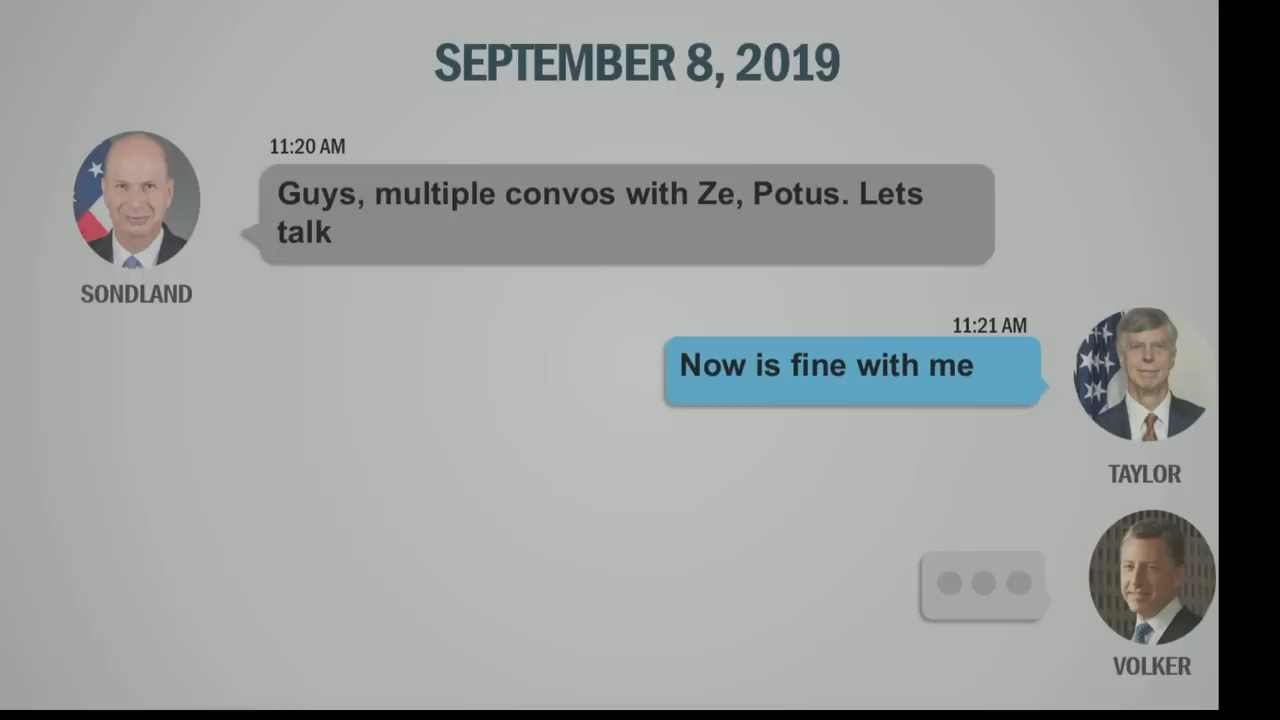 SEPTEMBER 8, 2019
11:20 AM
Guys, multiple convos with Ze, Potus. Lets
talk
SONDLAND
11:21 AM
Now is fine with me
TAYLOR
VOLKER